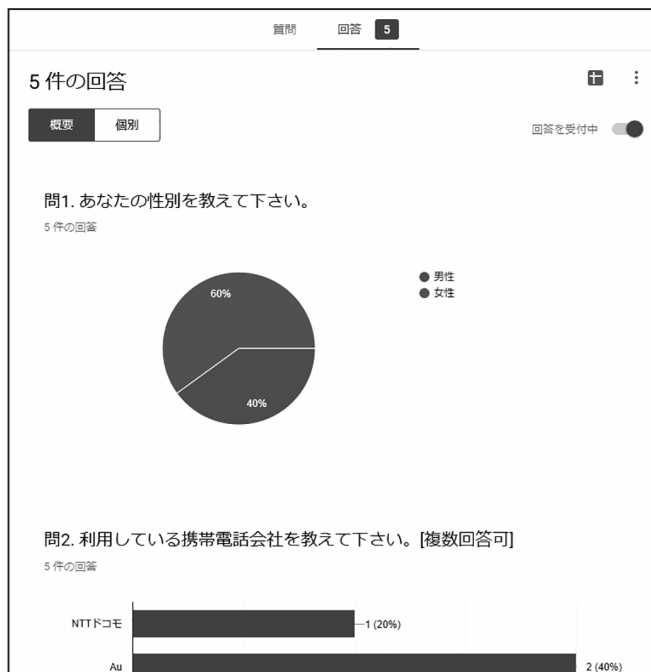 質問 回答 5
5 件の回答
概要 個別
回答を受付中
問1. あなたの性別を教えて下さい。
5 件の回答
男性
女性
60%
40%
問2. 利用している携帯電話会社を教えて下さい。[複数回答可]
5 件の回答
NTTドコモ 1 (20%)
Au 2 (40%)